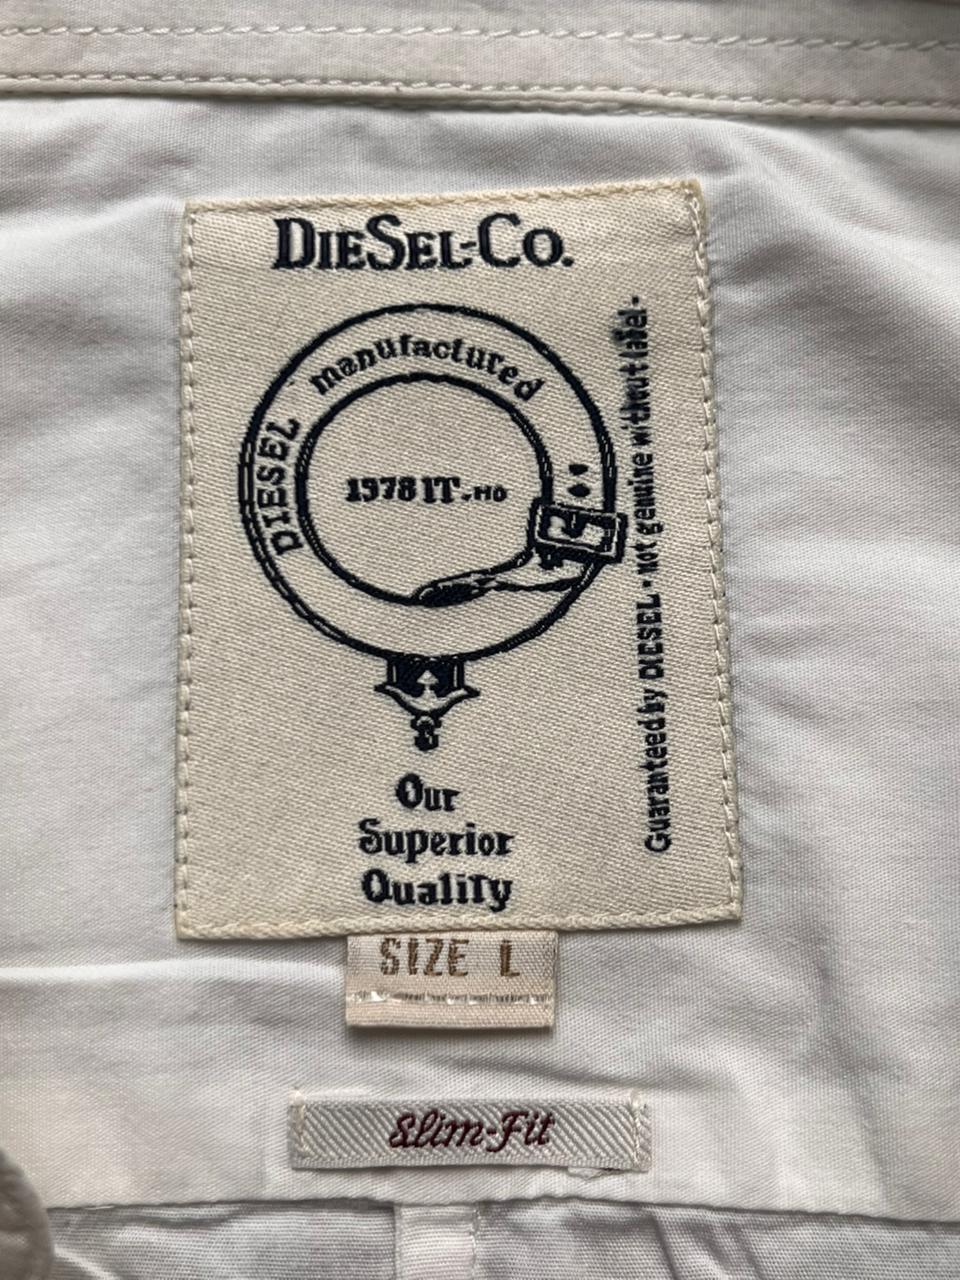 DIESEL-CO.
DIESEL manufactured
1978 IT.-HO
Guaranteed by DIESEL • not genuine without label •
Our
Superior
Quality
SIZE L
Slim-Fit